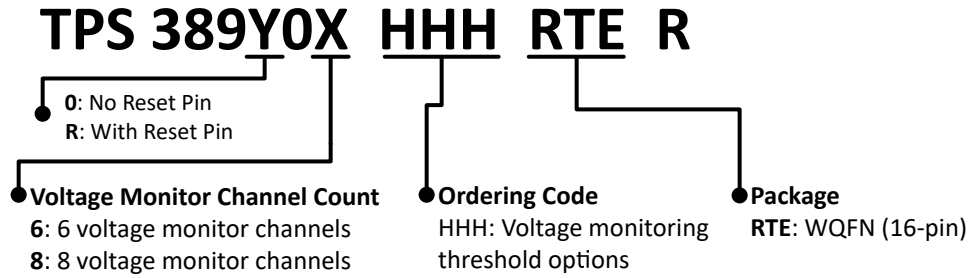 TPS 389Y0X HHH RTE R
0: No Reset Pin
R: With Reset Pin
Voltage Monitor Channel Count
6: 6 voltage monitor channels
8: 8 voltage monitor channels
Ordering Code
HHH: Voltage monitoring
threshold options
Package
RTE: WQFN (16-pin)